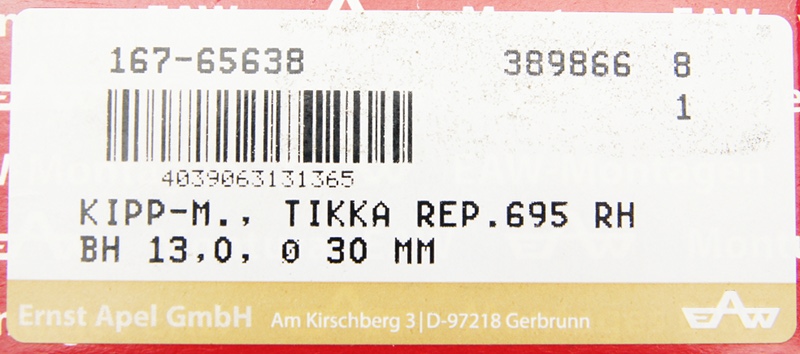 167-65638 389866 8
1
4039063131365
KIPP-M., TIKKA REP.695 RH
BH 13,0, ø 30 MM
Ernst Apel GmbH Am Kirschberg 3|D-97218 Gerbrunn
EAW